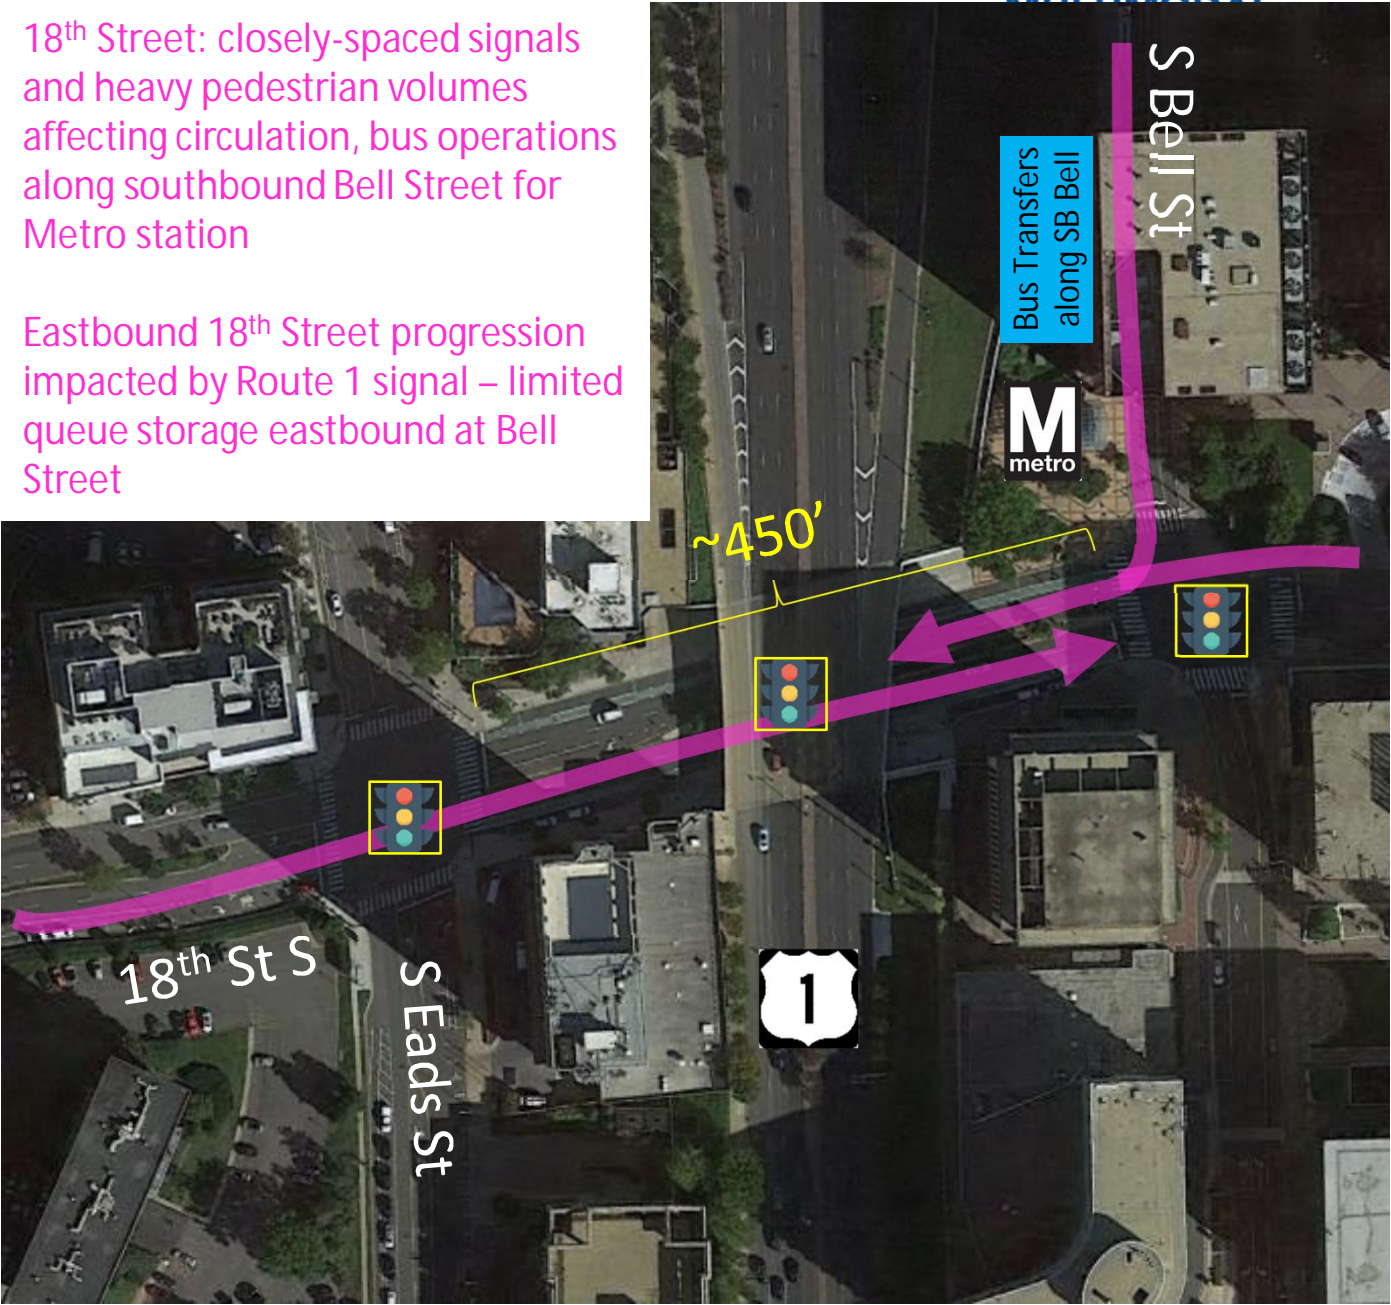 18th Street: closely-spaced signals
and heavy pedestrian volumes
affecting circulation, bus operations
along southbound Bell Street for
Metro station
Eastbound 18th Street progression
impacted by Route 1 signal – limited
queue storage eastbound at Bell
Street
S Bell St
Bus Transfers
along SB Bell
M
metro
~450’
18th St S
S Eads St
1